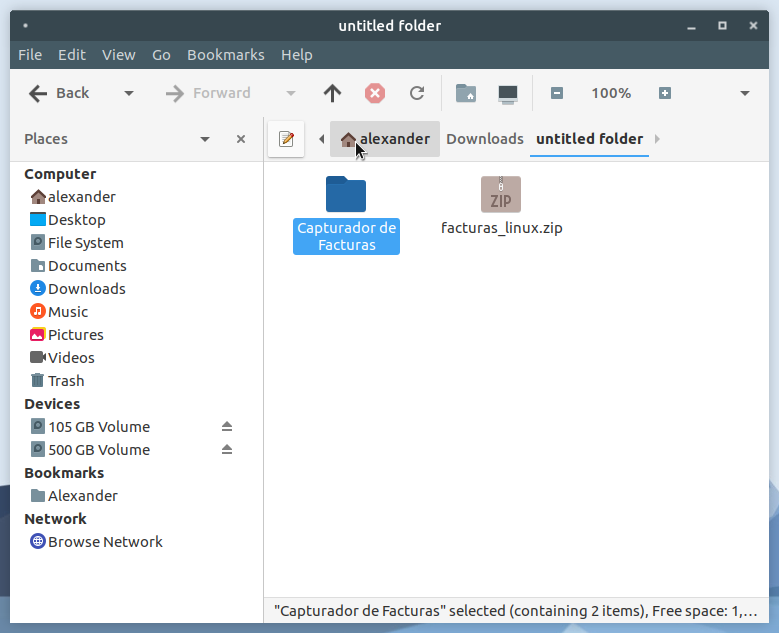 untitled folder
File Edit View Go Bookmarks Help
Back Forward 100%
Places
alexander Downloads untitled folder
Computer
alexander
Desktop
File System
Documents
Downloads
Music
Pictures
Videos
Trash
Devices
105 GB Volume
500 GB Volume
Bookmarks
Alexander
Network
Browse Network
Capturador de
Facturas
ZIP
facturas_linux.zip
"Capturador de Facturas" selected (containing 2 items), Free space: 1,...